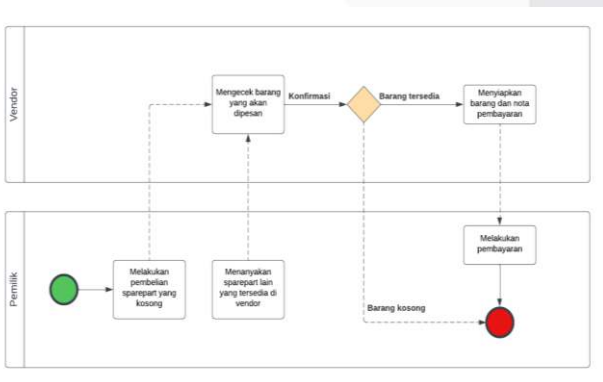 Vendor
Mengecek barang
yang akan
dipesan
Konfirmasi
Barang tersedia
Menyiapkan
barang dan nota
pembayaran
Pemilik
Melakukan
pembelian
sparepart yang
kosong
Menanyakan
sparepart lain
yang tersedia di
vendor
Melakukan
pembayaran
Barang kosong